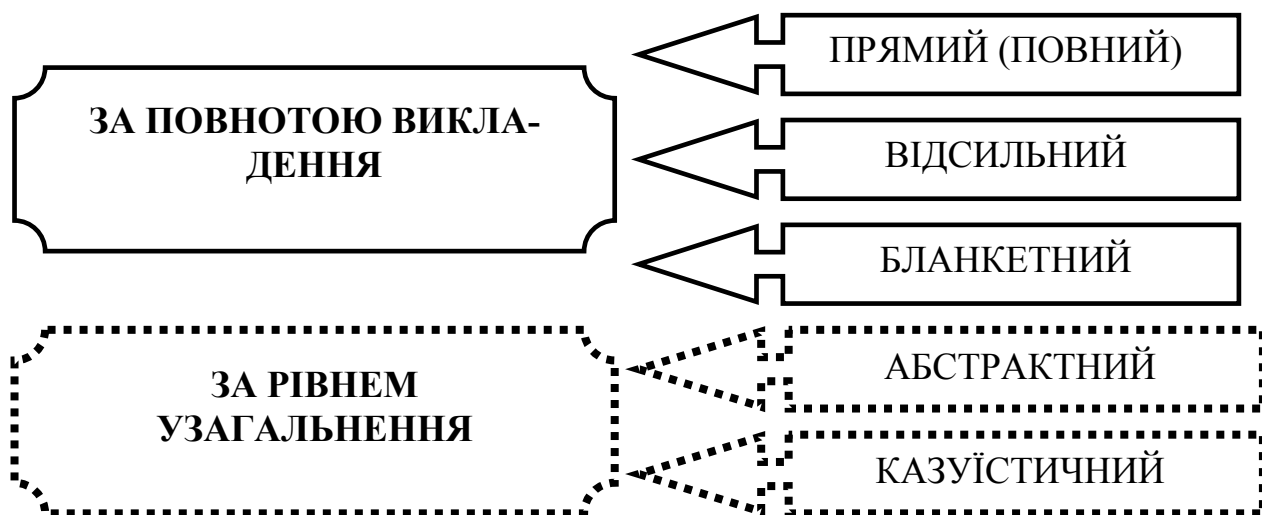 ПРЯМИЙ (ПОВНИЙ)
ЗА ПОВНОТОЮ ВИКЛА-
ДЕННЯ
ВІДСИЛЬНИЙ
БЛАНКЕТНИЙ
ЗА РІВНЕМ
УЗАГАЛЬНЕННЯ
АБСТРАКТНИЙ
КАЗУЇСТИЧНИЙ